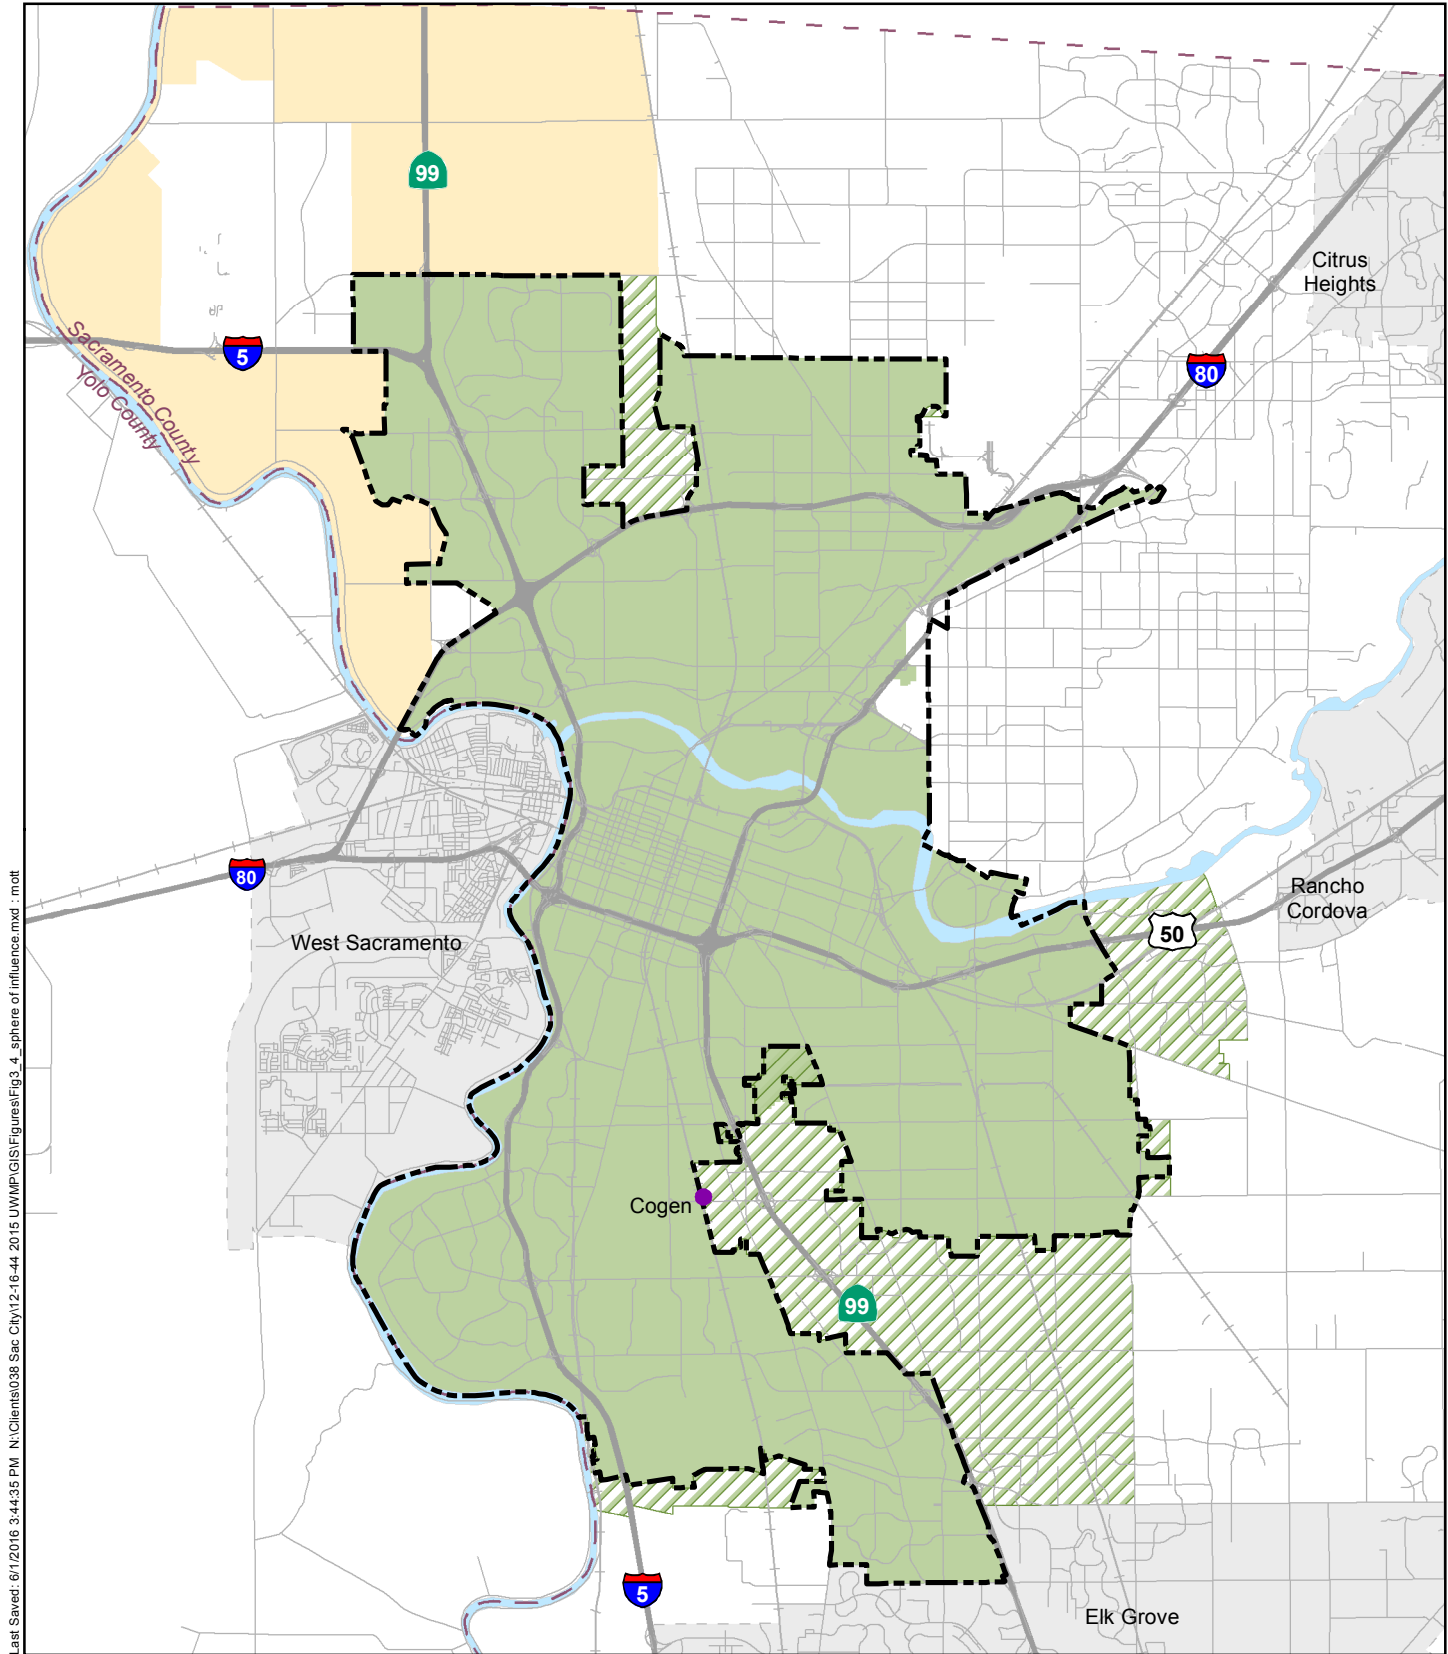 99
Citrus
Heights
5
80
Sacramento County
Yolo County
80
Rancho
Cordova
50
West Sacramento
Cogen
99
5
Elk Grove
Last Saved: 6/1/2016 3:44:35 PM N:\Clients\038 Sac City\12-16-44 2015 UWMP\GIS\Figures\Fig3_4_sphere of influence.mxd : mott